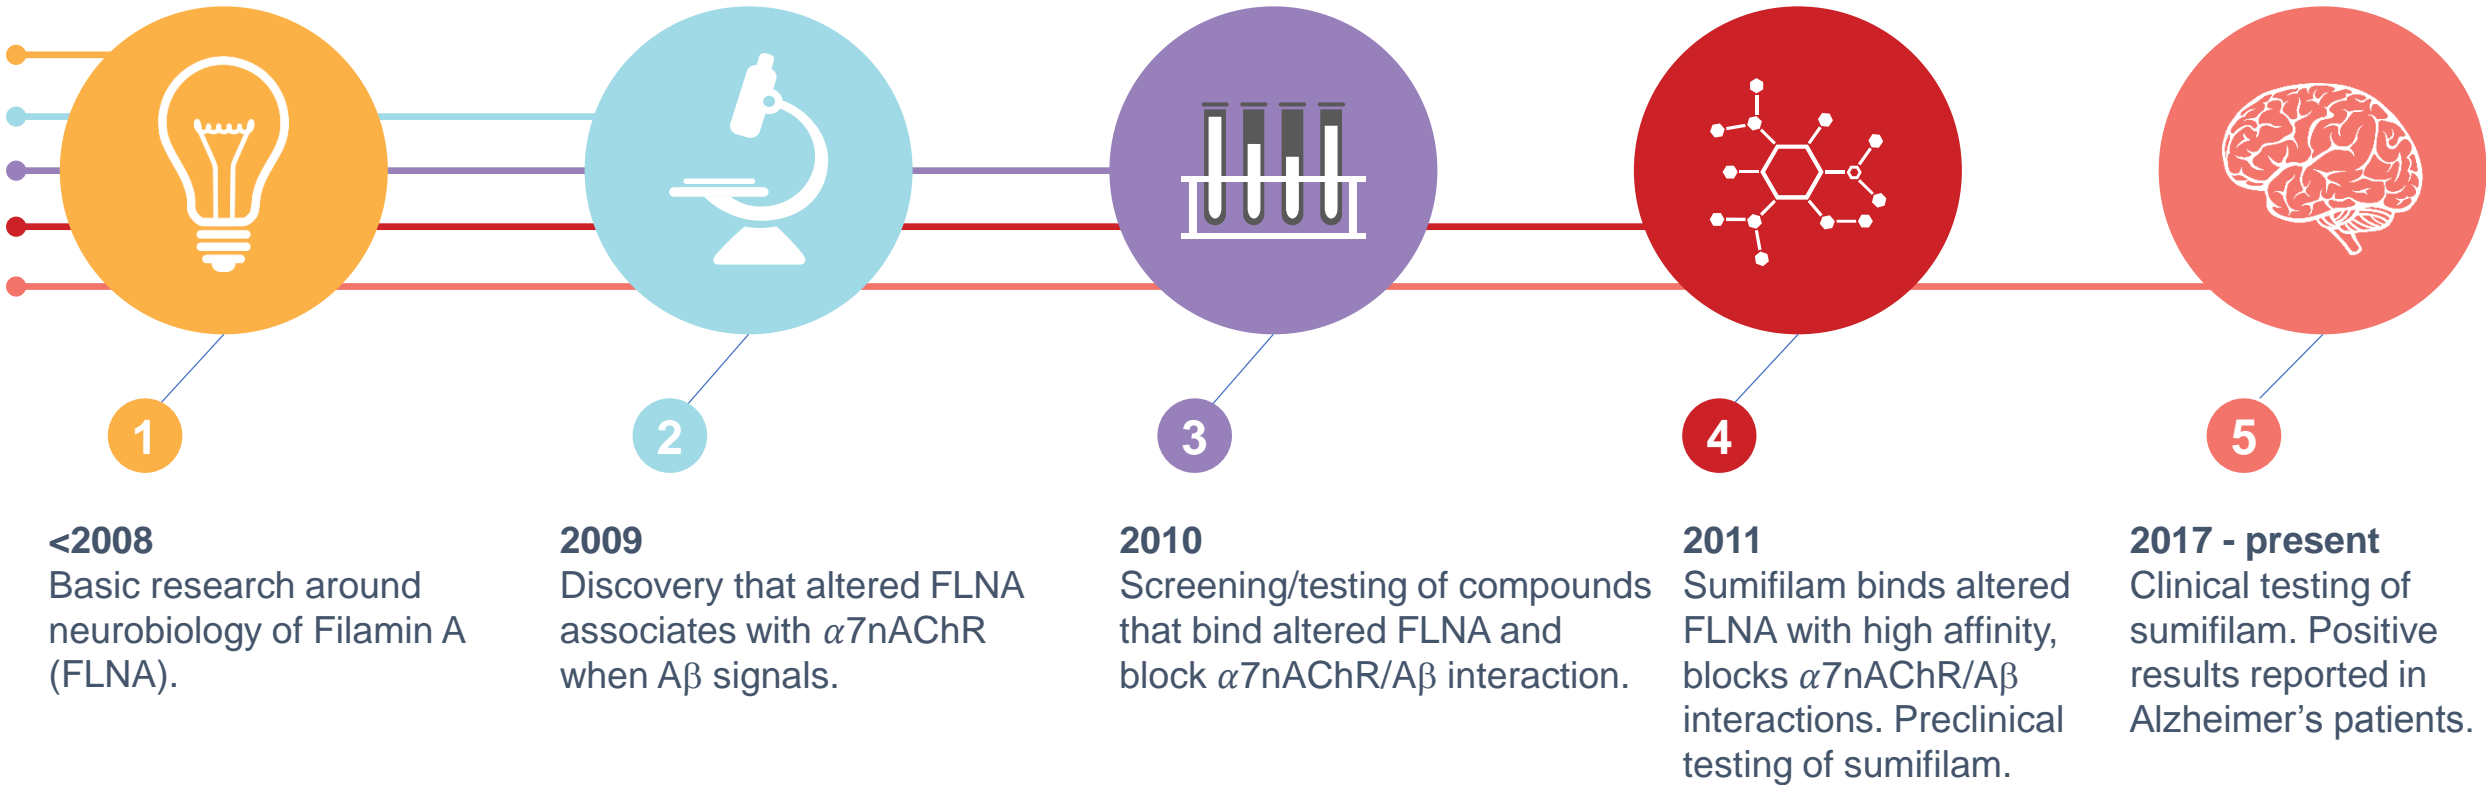 1
<2008
Basic research around
neurobiology of Filamin A
(FLNA).
2
2009
Discovery that altered FLNA
associates with α7nAChR
when Aβ signals.
3
2010
Screening/testing of compounds
that bind altered FLNA and
block α7nAChR/Aβ interaction.
4
2011
Sumifilam binds altered
FLNA with high affinity,
blocks α7nAChR/Aβ
interactions. Preclinical
testing of sumifilam.
5
2017 - present
Clinical testing of
sumifilam. Positive
results reported in
Alzheimer’s patients.